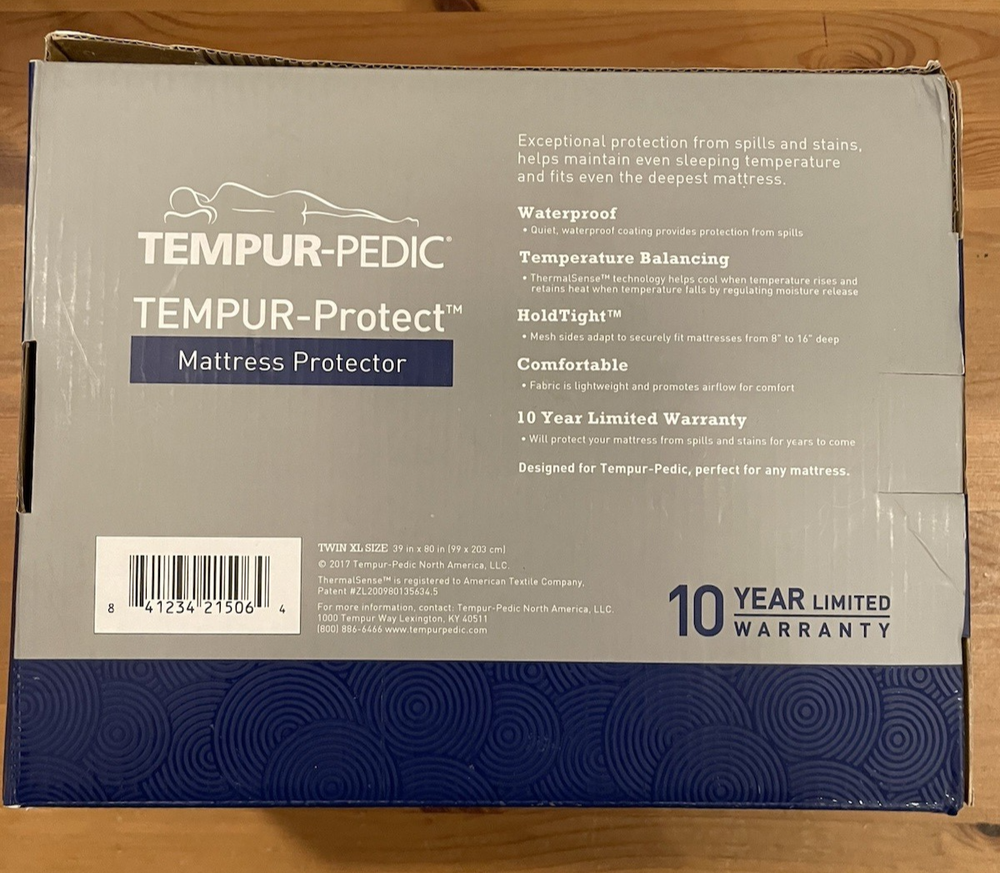 TEMPUR-PEDIC®
TEMPUR-Protect™
Mattress Protector
Exceptional protection from spills and stains,
helps maintain even sleeping temperature
and fits even the deepest mattress.
Waterproof
• Quiet, waterproof coating provides protection from spills
Temperature Balancing
• ThermalSense™ technology helps cool when temperature rises and
retains heat when temperature falls by regulating moisture release
HoldTight™
• Mesh sides adapt to securely fit mattresses from 8" to 16" deep
Comfortable
• Fabric is lightweight and promotes airflow for comfort
10 Year Limited Warranty
• Will protect your mattress from spills and stains for years to come
Designed for Tempur-Pedic, perfect for any mattress.
8 41234 21506 4
TWIN XL SIZE 39 in x 80 in (99 x 203 cm)
© 2017 Tempur-Pedic North America, LLC.
ThermalSense™ is registered to American Textile Company,
Patent #ZL200980135634.5
For more information, contact: Tempur-Pedic North America, LLC.
1000 Tempur Way Lexington, KY 40511
(800) 886-6466 www.tempurpedic.com
10 YEAR LIMITED
WARRANTY